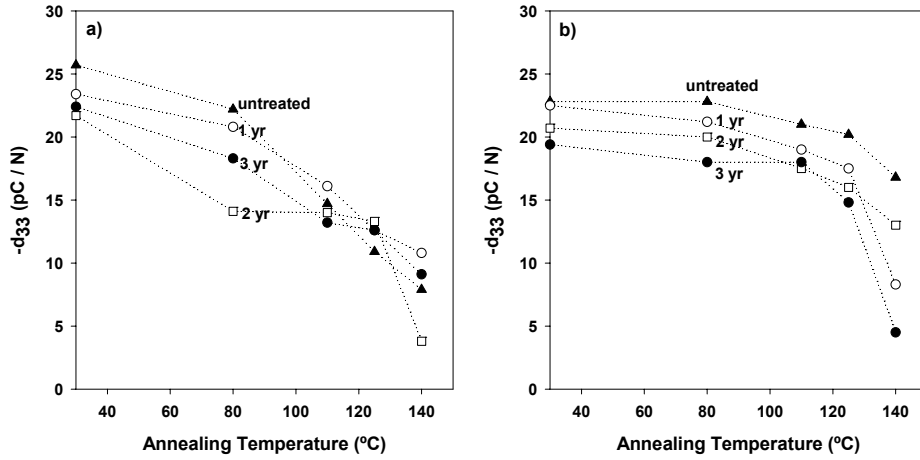 a)
30
25
20
15
10
5
0
-d33 (pC / N)
untreated
1 yr
3 yr
2 yr
80 100 120 140
Annealing Temperature (ºC)
b)
30
25
20
15
10
5
0
-d33 (pC / N)
untreated
1 yr
2 yr
3 yr
40 60 80 100 120 140
Annealing Temperature (ºC)